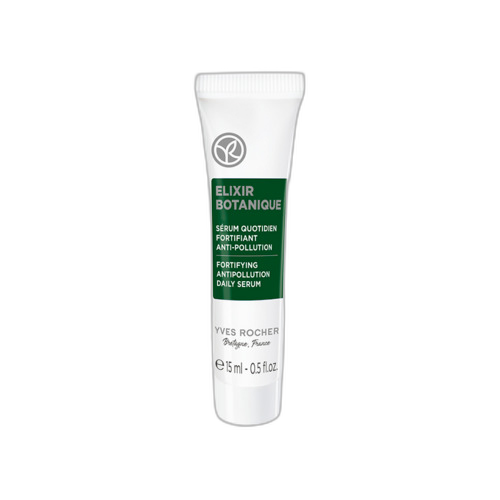 ELIXIR
BOTANIQUE
SÉRUM QUOTIDIEN
FORTIFIANT
ANTI-POLLUTION
FORTIFYING
ANTIPOLLUTION
DAILY SERUM
YVES ROCHER
Bretagne, France
℮ 15 ml - 0.5 fl.oz.